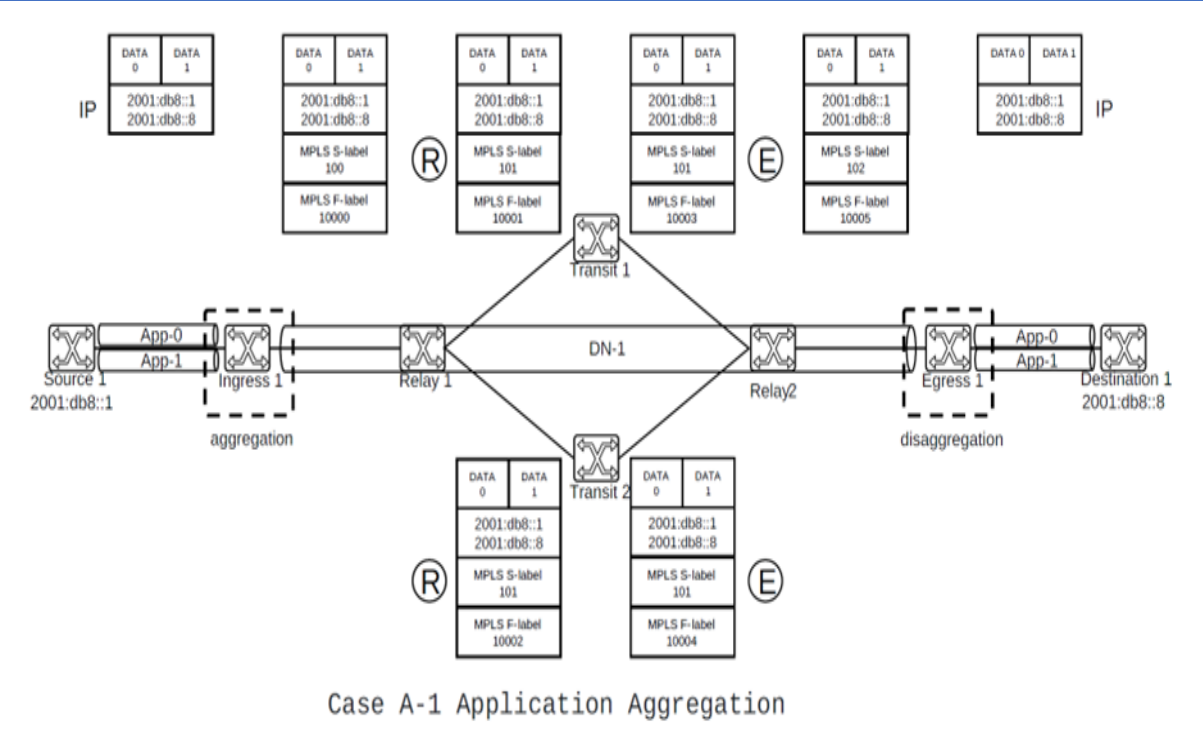 DATA 0 DATA 1
IP
2001:db8::1
2001:db8::8
DATA 0 DATA 1
2001:db8::1
2001:db8::8
MPLS S-label
100
MPLS F-label
10000
R
DATA 0 DATA 1
2001:db8::1
2001:db8::8
MPLS S-label
101
MPLS F-label
10001
DATA 0 DATA 1
2001:db8::1
2001:db8::8
MPLS S-label
101
MPLS F-label
10003
E
DATA 0 DATA 1
2001:db8::1
2001:db8::8
MPLS S-label
102
MPLS F-label
10005
DATA 0 DATA 1
2001:db8::1
2001:db8::8
IP
Transit 1
App-0
App-1
Source 1
2001:db8::1
Ingress 1
aggregation
Relay 1
DN-1
Relay2
Egress 1
disaggregation
App-0
App-1
Destination 1
2001:db8::8
Transit 2
R
DATA 0 DATA 1
2001:db8::1
2001:db8::8
MPLS S-label
101
MPLS F-label
10002
DATA 0 DATA 1
2001:db8::1
2001:db8::8
MPLS S-label
101
MPLS F-label
10004
E
Case A-1 Application Aggregation